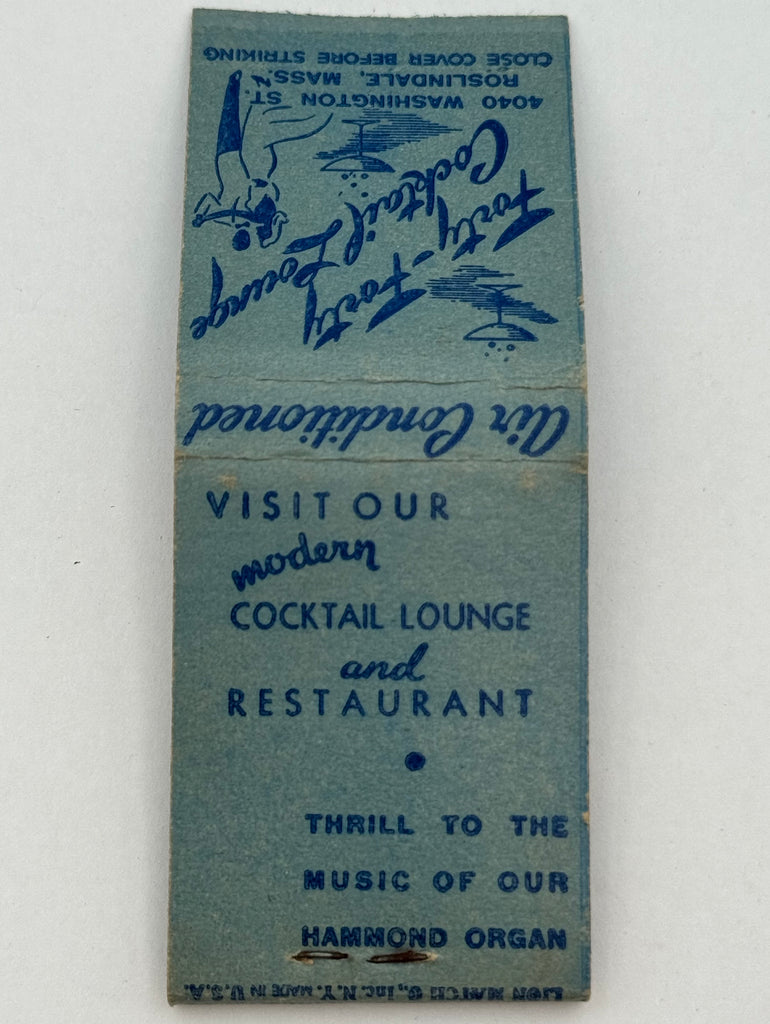 Forty-Forty
Cocktail Lounge
4040 WASHINGTON ST.
ROSLINDALE, MASS.
CLOSE COVER BEFORE STRIKING
Air Conditioned
VISIT OUR
modern
COCKTAIL LOUNGE
and
RESTAURANT
THRILL TO THE
MUSIC OF OUR
HAMMOND ORGAN
LION MATCH Co., INC. N.Y. MADE IN U.S.A.